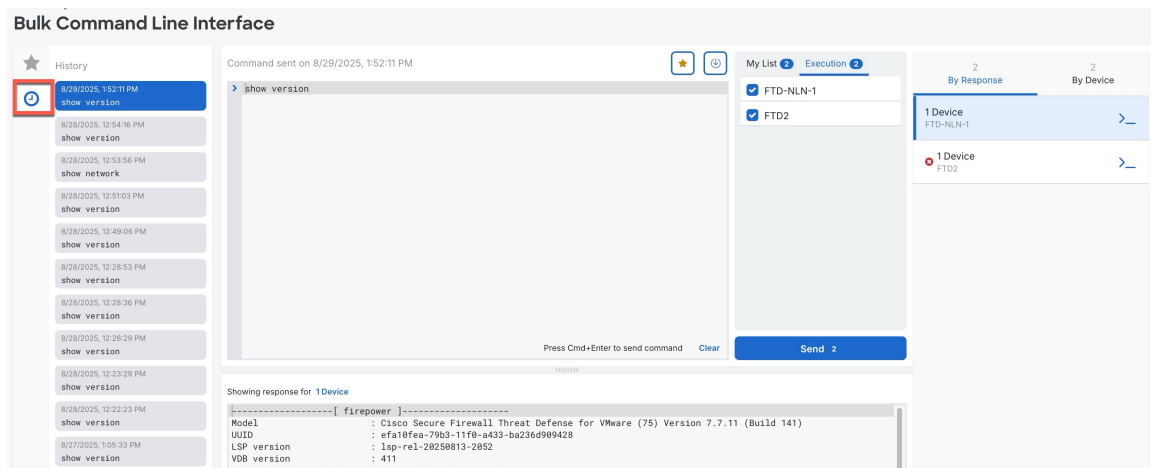 Bulk Command Line Interface
History
8/29/2025, 1:52:11 PM
show version
8/28/2025, 12:54:16 PM
show version
8/28/2025, 12:53:56 PM
show network
8/28/2025, 12:51:03 PM
show version
8/28/2025, 12:49:06 PM
show version
8/28/2025, 12:28:53 PM
show version
8/28/2025, 12:28:36 PM
show version
8/28/2025, 12:26:29 PM
show version
8/28/2025, 12:23:29 PM
show version
8/28/2025, 12:22:23 PM
show version
8/27/2025, 1:05:33 PM
show version
Command sent on 8/29/2025, 1:52:11 PM
> show version
Press Cmd+Enter to send command Clear
My List 2 Execution 2
FTD-NLN-1
FTD2
Send 2
2 By Response
2 By Device
1 Device
FTD-NLN-1
>_
1 Device
FTD2
>_
Showing response for 1 Device
--------------------[ firepower ]--------------------
Model : Cisco Secure Firewall Threat Defense for VMware (75) Version 7.7.11 (Build 141)
UUID : efa10fea-79b3-11f0-a433-ba236d909428
LSP version : lsp-rel-20250813-2052
VDB version : 411